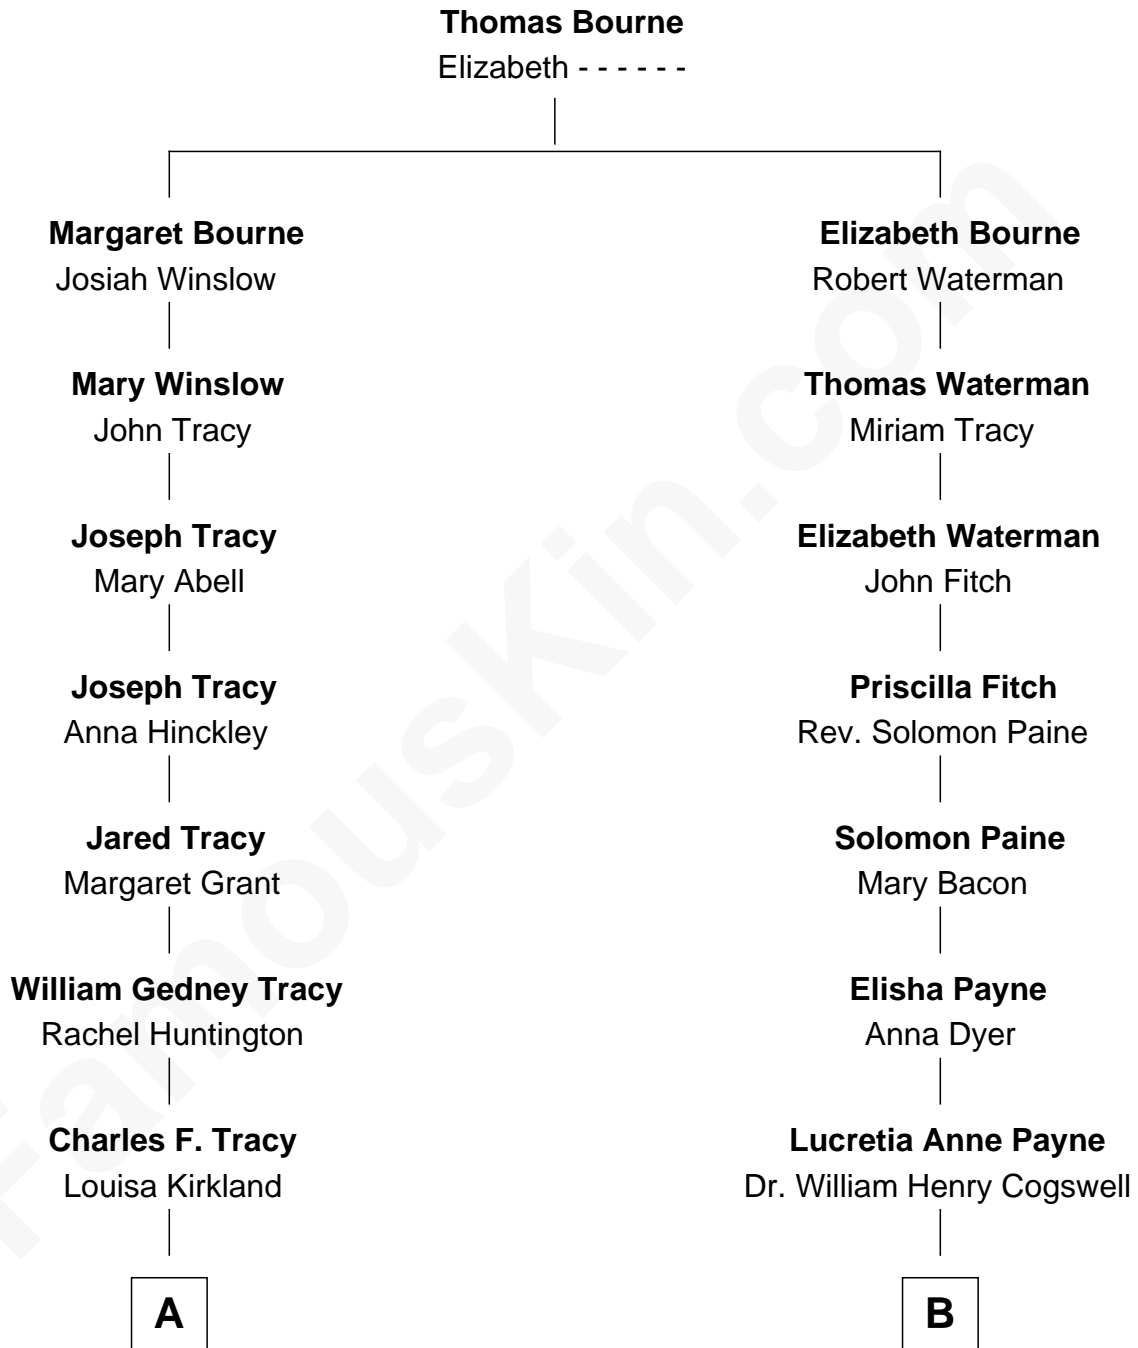 Thomas Bourne
Elizabeth - - - - - -
Margaret Bourne
Josiah Winslow
Elizabeth Bourne
Robert Waterman
Mary Winslow
John Tracy
Thomas Waterman
Miriam Tracy
Joseph Tracy
Mary Abell
Elizabeth Waterman
John Fitch
Joseph Tracy
Anna Hinckley
Priscilla Fitch
Rev. Solomon Paine
Jared Tracy
Margaret Grant
Solomon Paine
Mary Bacon
William Gedney Tracy
Rachel Huntington
Elisha Payne
Anna Dyer
Charles F. Tracy
Louisa Kirkland
Lucretia Anne Payne
Dr. William Henry Cogswell
A
B
FamousKin.com